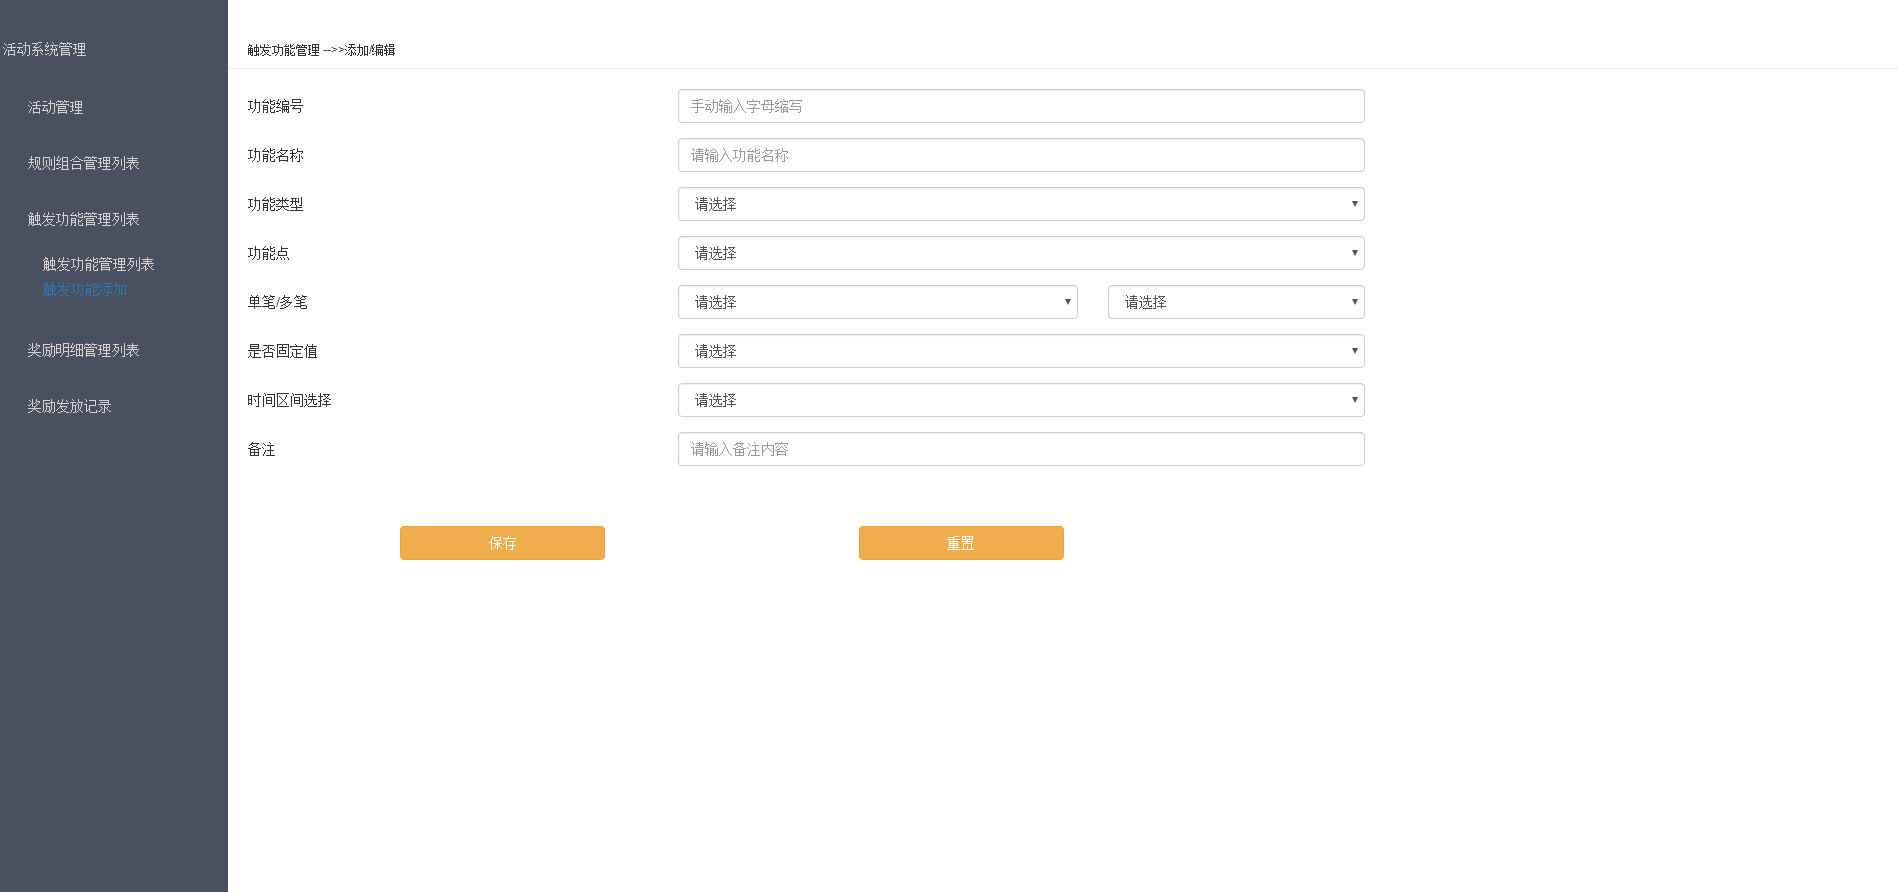 活动系统管理
活动管理
规则组合管理列表
触发功能管理列表
触发功能管理列表
触发功能添加
奖励明细管理列表
奖励发放记录
触发功能管理 -->>添加/编辑
功能编号 手动输入字母缩写
功能名称 请输入功能名称
功能类型 请选择
功能点 请选择
单笔/多笔 请选择 请选择
是否固定值 请选择
时间区间选择 请选择
备注 请输入备注内容
保存 重置